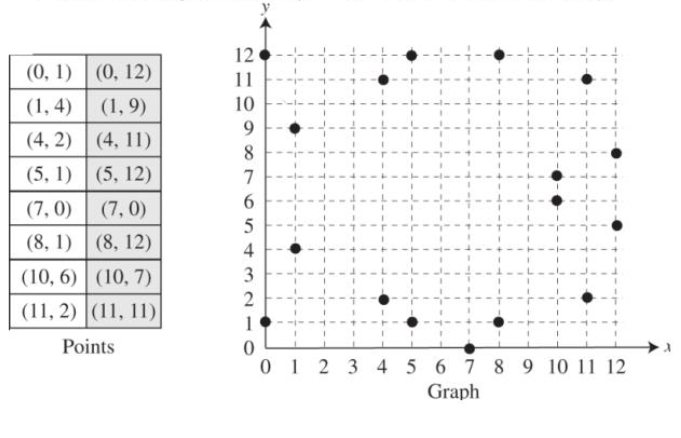 y
(0, 1) (0, 12)
(1, 4) (1, 9)
(4, 2) (4, 11)
(5, 1) (5, 12)
(7, 0) (7, 0)
(8, 1) (8, 12)
(10, 6) (10, 7)
(11, 2) (11, 11)
Points
12
11
10
9
8
7
6
5
4
3
2
1
0
0 1 2 3 4 5 6 7 8 9 10 11 12
x
Graph